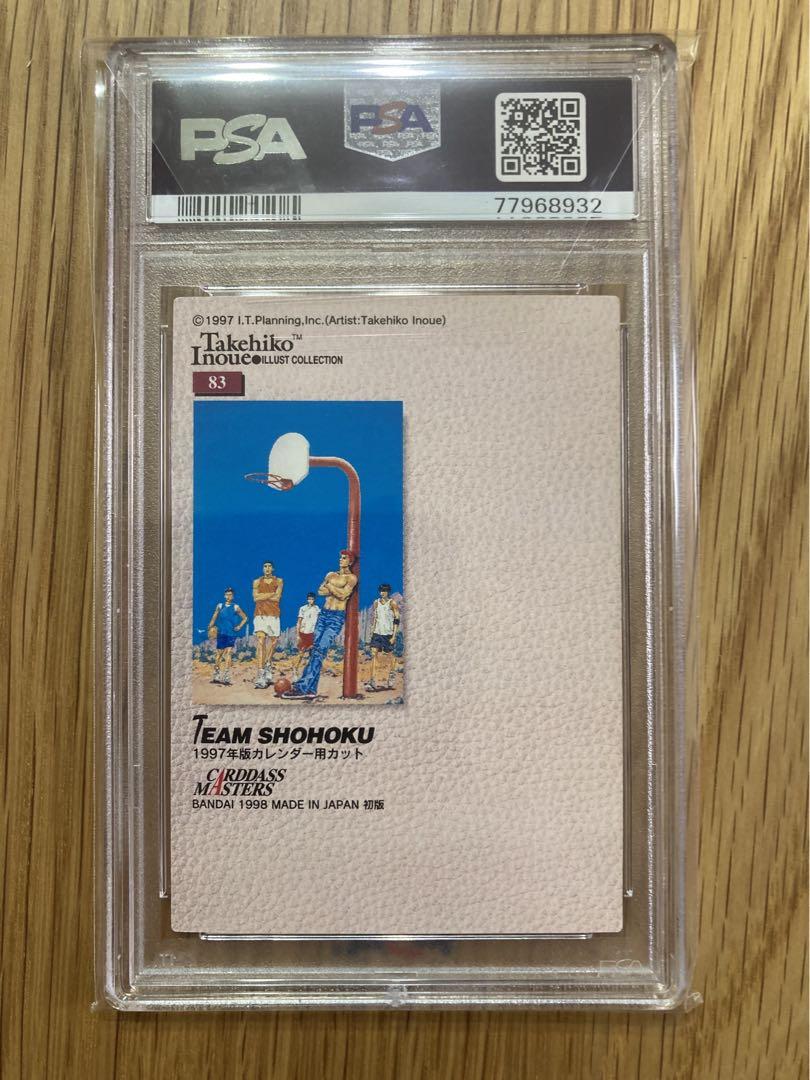 PSA
PSA
77968932
©1997 I.T.Planning,Inc.(Artist:Takehiko Inoue)
Takehiko™
Inoue●ILLUST COLLECTION
83
TEAM SHOHOKU
1997年版カレンダー用カット
CARDDASS
MASTERS
BANDAI 1998 MADE IN JAPAN 初版
PSA